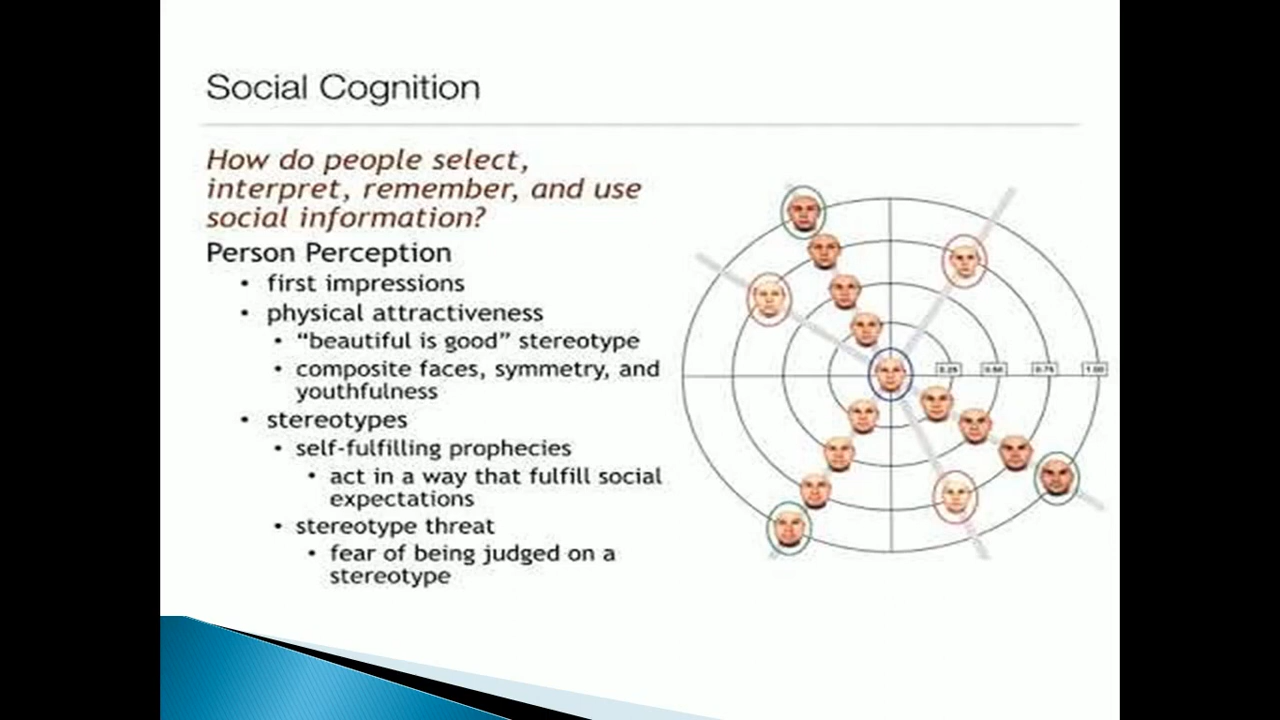 Social Cognition
How do people select,
interpret, remember, and use
social information?
Person Perception
• first impressions
• physical attractiveness
• “beautiful is good” stereotype
• composite faces, symmetry, and
youthfulness
• stereotypes
• self-fulfilling prophecies
• act in a way that fulfill social
expectations
• stereotype threat
• fear of being judged on a
stereotype
0.25 0.50 0.75 1.00